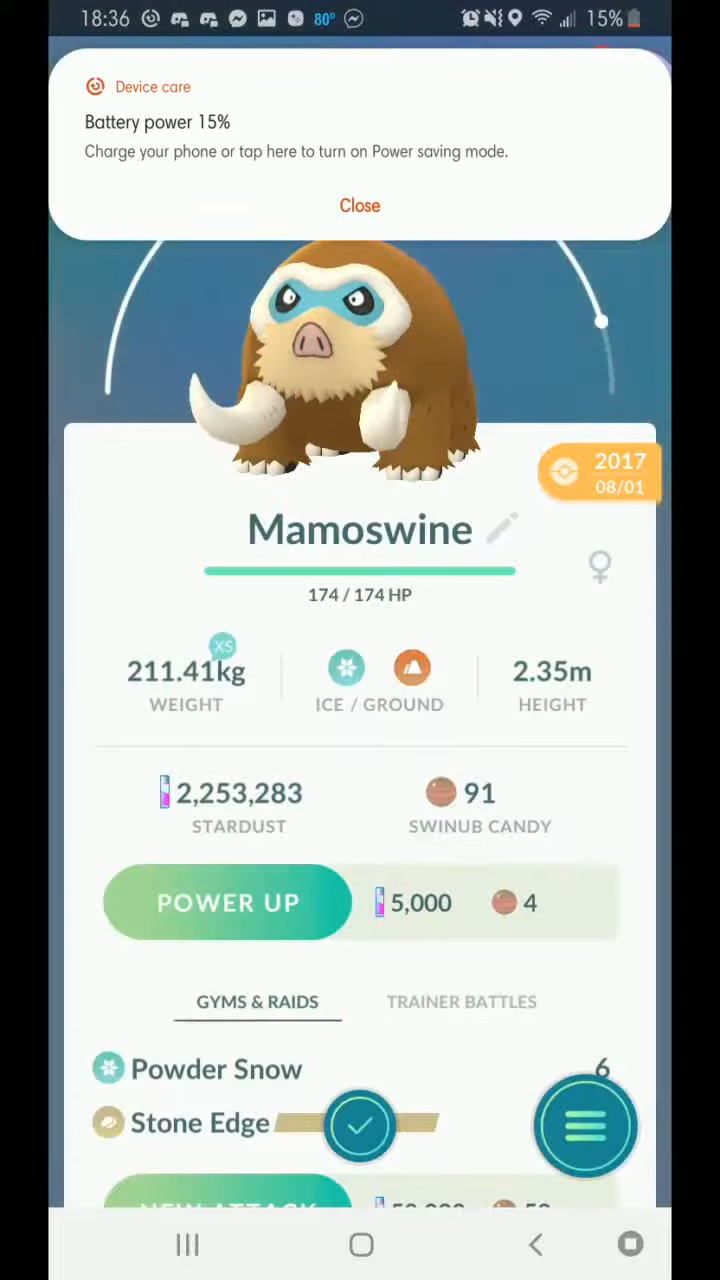 18:36 80° 15%
Device care
Battery power 15%
Charge your phone or tap here to turn on Power saving mode.
Close
2017
08/01
Mamoswine
174 / 174 HP
XS
211.41kg 2.35m
WEIGHT ICE / GROUND HEIGHT
2,253,283 91
STARDUST SWINUB CANDY
POWER UP 5,000 4
GYMS & RAIDS TRAINER BATTLES
Powder Snow 6
Stone Edge
NEW ATTACK